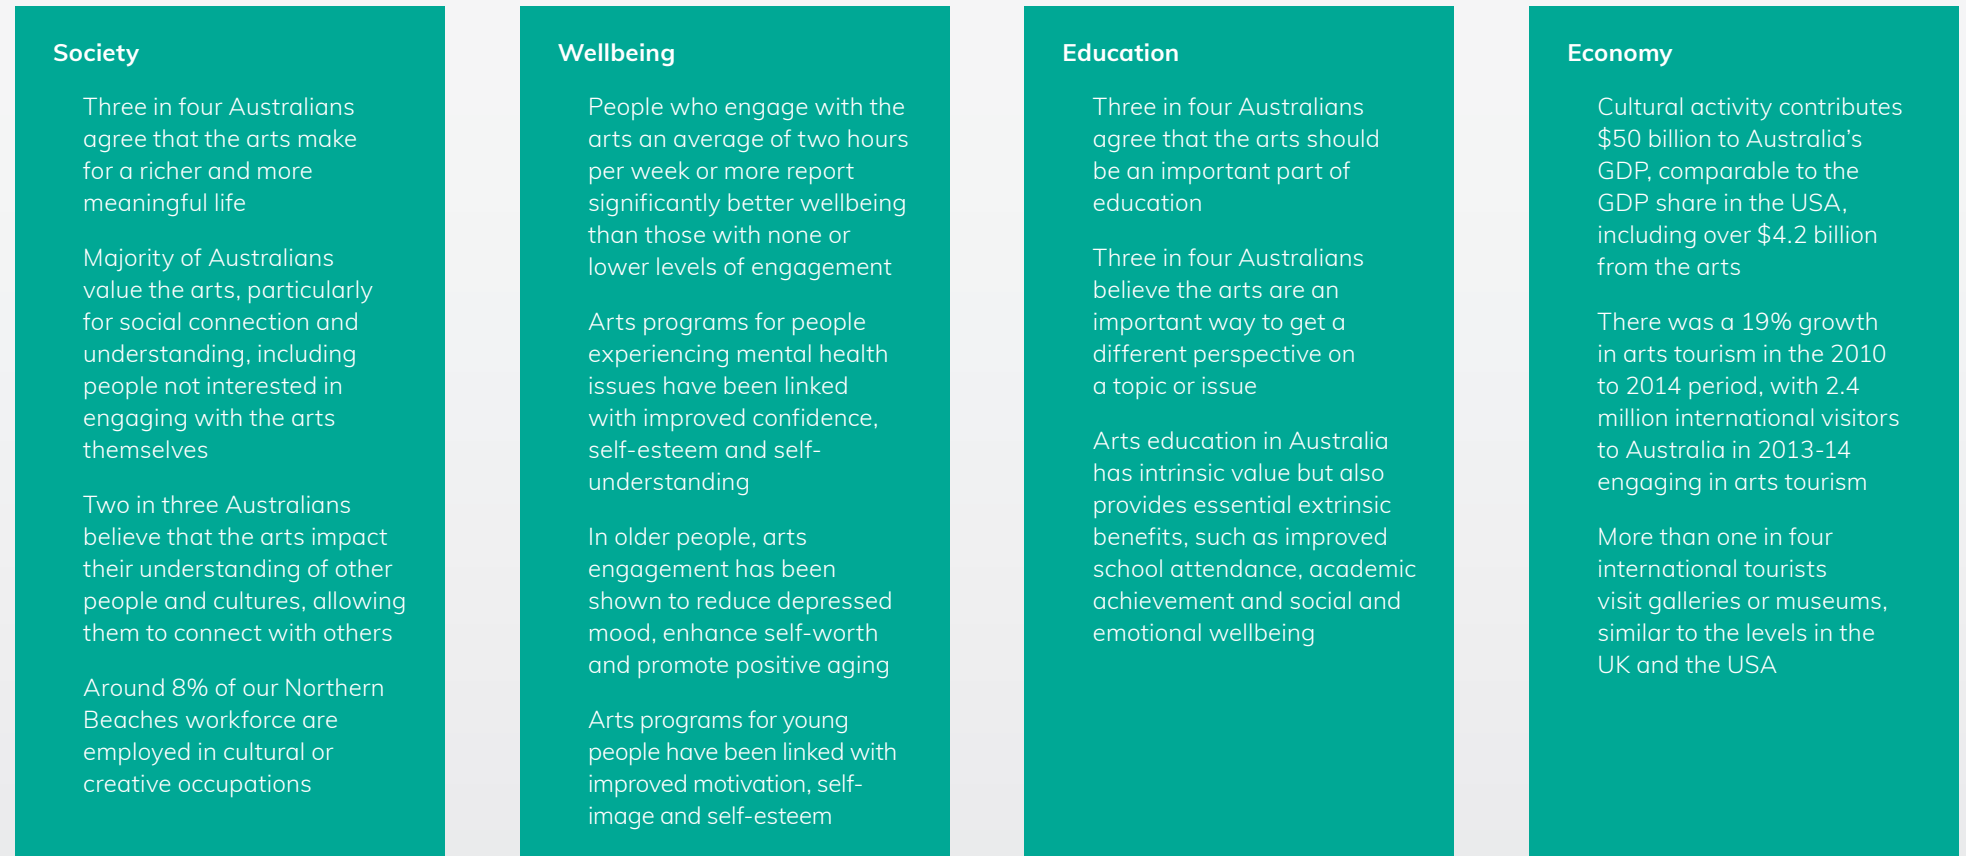 Society
Three in four Australians
agree that the arts make
for a richer and more
meaningful life
Majority of Australians
value the arts, particularly
for social connection and
understanding, including
people not interested in
engaging with the arts
themselves
Two in three Australians
believe that the arts impact
their understanding of other
people and cultures, allowing
them to connect with others
Around 8% of our Northern
Beaches workforce are
employed in cultural or
creative occupations
Wellbeing
People who engage with the
arts an average of two hours
per week or more report
significantly better wellbeing
than those with none or
lower levels of engagement
Arts programs for people
experiencing mental health
issues have been linked
with improved confidence,
self-esteem and self-
understanding
In older people, arts
engagement has been
shown to reduce depressed
mood, enhance self-worth
and promote positive aging
Arts programs for young
people have been linked with
improved motivation, self-
image and self-esteem
Education
Three in four Australians
agree that the arts should
be an important part of
education
Three in four Australians
believe the arts are an
important way to get a
different perspective on
a topic or issue
Arts education in Australia
has intrinsic value but also
provides essential extrinsic
benefits, such as improved
school attendance, academic
achievement and social and
emotional wellbeing
Economy
Cultural activity contributes
$50 billion to Australia’s
GDP, comparable to the
GDP share in the USA,
including over $4.2 billion
from the arts
There was a 19% growth
in arts tourism in the 2010
to 2014 period, with 2.4
million international visitors
to Australia in 2013-14
engaging in arts tourism
More than one in four
international tourists
visit galleries or museums,
similar to the levels in the
UK and the USA